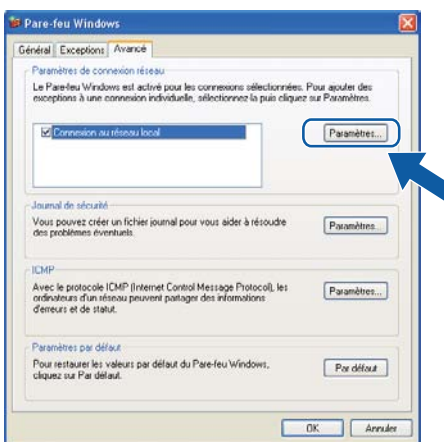 Pare-feu Windows
Général Exceptions Avancé
Paramètres de connexion réseau
Le Pare-feu Windows est activé pour les connexions sélectionnées. Pour ajouter des
exceptions à une connexion individuelle, sélectionnez la puis cliquez sur Paramètres.
Connexion au réseau local
Paramètres...
Journal de sécurité
Vous pouvez créer un fichier journal pour vous aider à résoudre
des problèmes éventuels.
Paramètres...
ICMP
Avec le protocole ICMP (Internet Control Message Protocol), les
ordinateurs d'un réseau peuvent partager des informations
d'erreurs et de statut.
Paramètres...
Paramètres par défaut
Pour restaurer les valeurs par défaut du Pare-feu Windows,
cliquez sur Par défaut.
Par défaut
OK Annuler